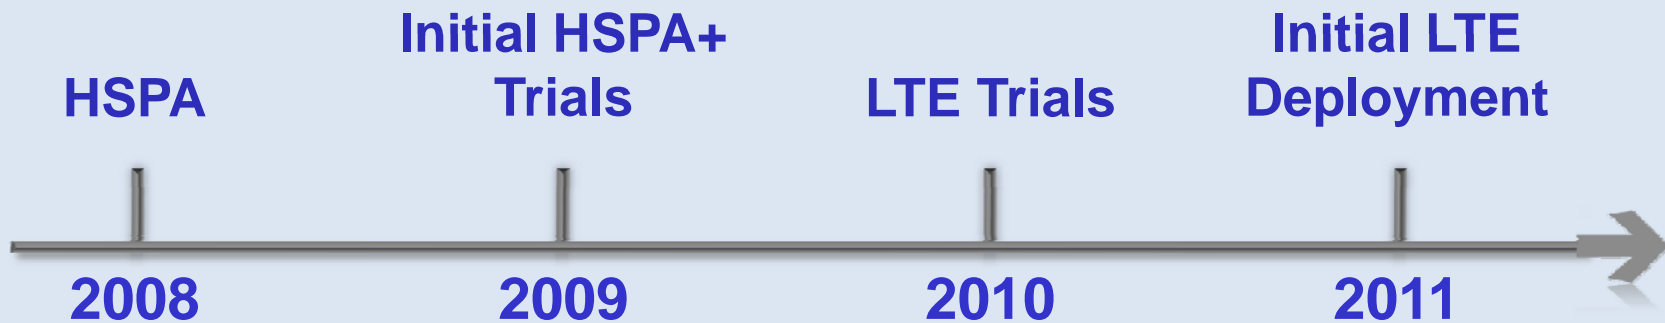 HSPA
Initial HSPA+
Trials
LTE Trials
Initial LTE
Deployment
2008
2009
2010
2011